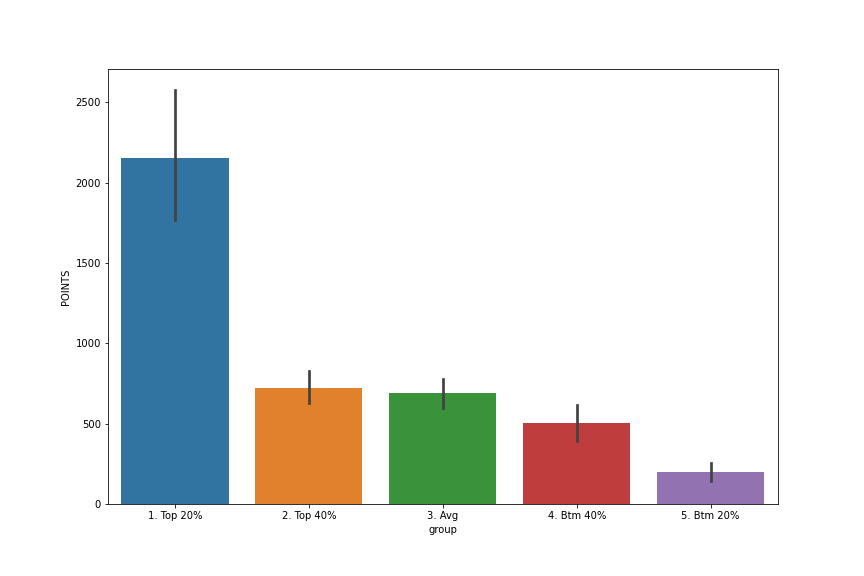 2500
2000
1500
1000
500
0
POINTS
1. Top 20%
2. Top 40%
3. Avg
4. Btm 40%
5. Btm 20%
group